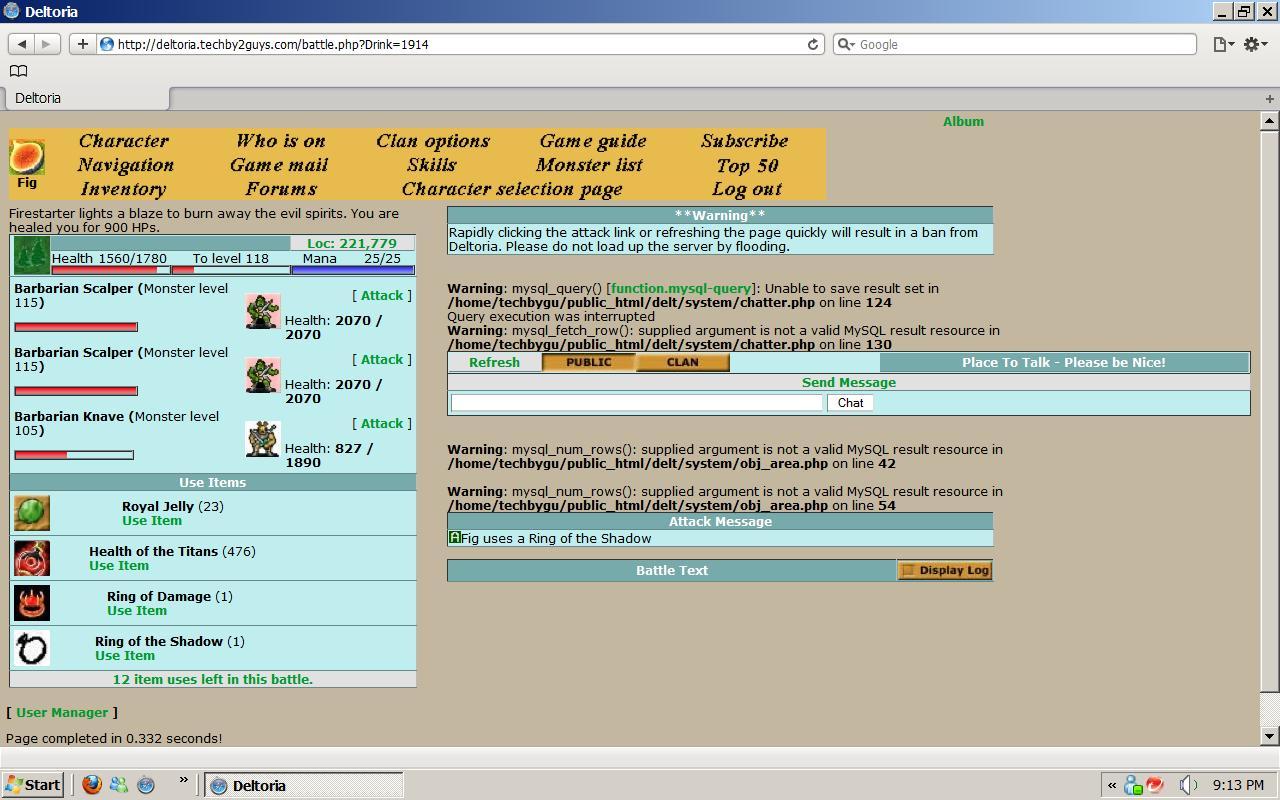 Deltoria
http://deltoria.techby2guys.com/battle.php?Drink=1914
Google
Deltoria
Album
Fig
Character Who is on Clan options Game guide Subscribe
Navigation Game mail Skills Monster list Top 50
Inventory Forums Character selection page Log out
Firestarter lights a blaze to burn away the evil spirits. You are
healed you for 900 HPs.
Loc: 221,779
Health 1560/1780 To level 118 Mana 25/25
Barbarian Scalper (Monster level
115)
[ Attack ]
Health: 2070 /
2070
Barbarian Scalper (Monster level
115)
[ Attack ]
Health: 2070 /
2070
Barbarian Knave (Monster level
105)
[ Attack ]
Health: 827 /
1890
Use Items
Royal Jelly (23)
Use Item
Health of the Titans (476)
Use Item
Ring of Damage (1)
Use Item
Ring of the Shadow (1)
Use Item
12 item uses left in this battle.
[ User Manager ]
Page completed in 0.332 seconds!
**Warning**
Rapidly clicking the attack link or refreshing the page quickly will result in a ban from
Deltoria. Please do not load up the server by flooding.
Warning: mysql_query() [function.mysql-query]: Unable to save result set in
/home/techbygu/public_html/delt/system/chatter.php on line 124
Query execution was interrupted
Warning: mysql_fetch_row(): supplied argument is not a valid MySQL result resource in
/home/techbygu/public_html/delt/system/chatter.php on line 130
Refresh PUBLIC CLAN Place To Talk - Please be Nice!
Send Message
Chat
Warning: mysql_num_rows(): supplied argument is not a valid MySQL result resource in
/home/techbygu/public_html/delt/system/obj_area.php on line 42
Warning: mysql_num_rows(): supplied argument is not a valid MySQL result resource in
/home/techbygu/public_html/delt/system/obj_area.php on line 54
Attack Message
A Fig uses a Ring of the Shadow
Battle Text Display Log
Start Deltoria 9:13 PM